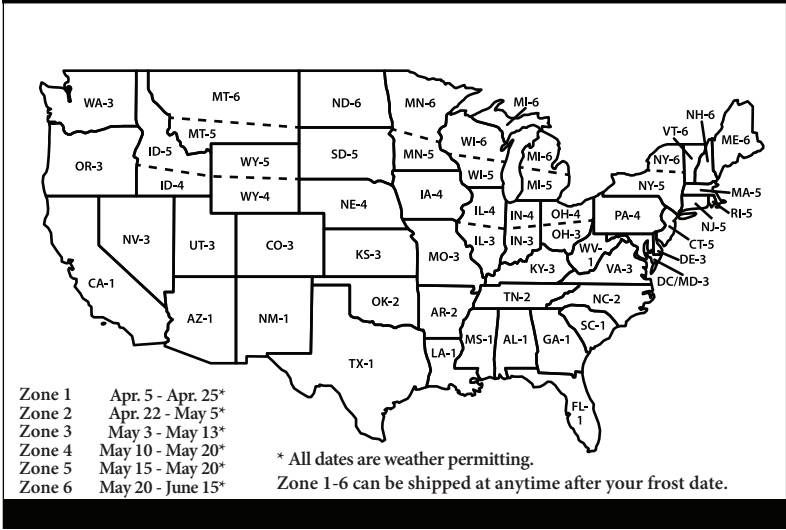 WA-3
MT-6
ND-6
MN-6
MI-6
NH-6
VT-6
ME-6
MT-5
OR-3
ID-5
WY-5
SD-5
MN-5
WI-6
MI-6
NY-6
ID-4
WY-4
WI-5
MI-5
NY-5
MA-5
RI-5
NE-4
IA-4
IL-4
IN-4
OH-4
PA-4
NJ-5
NV-3
UT-3
CO-3
KS-3
MO-3
IL-3
IN-3
OH-3
WV-
1
CT-5
DE-3
CA-1
KY-3
VA-3
DC/MD-3
AZ-1
NM-1
OK-2
AR-2
TN-2
NC-2
TX-1
LA-1
MS-1
AL-1
GA-1
SC-1
FL-
1
Zone 1 Apr. 5 - Apr. 25*
Zone 2 Apr. 22 - May 5*
Zone 3 May 3 - May 13*
Zone 4 May 10 - May 20*
Zone 5 May 15 - May 20*
Zone 6 May 20 - June 15*
* All dates are weather permitting.
Zone 1-6 can be shipped at anytime after your frost date.